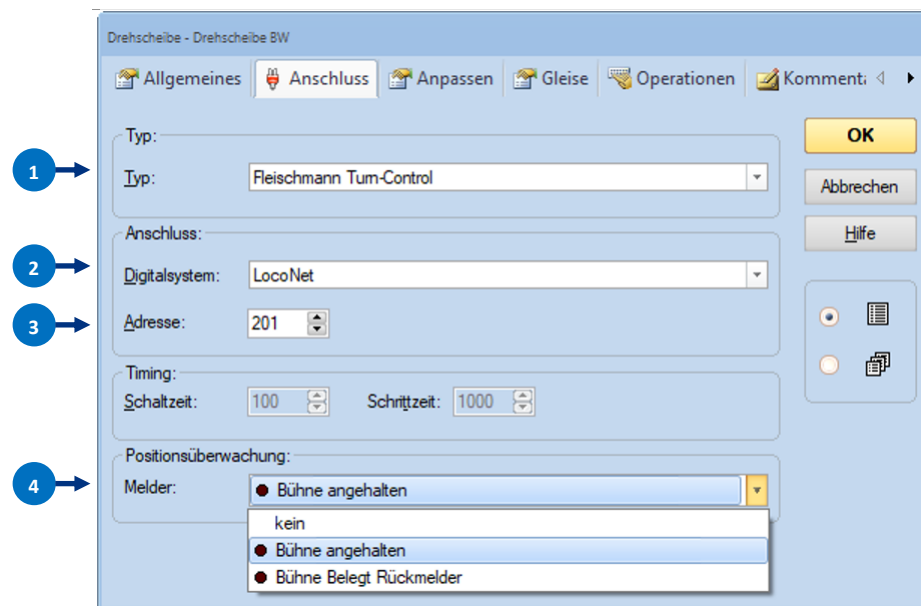 Drehscheibe - Drehscheibe BW
Allgemeines Anschluss Anpassen Gleise Operationen Kommenta
Typ:
OK
1
Typ: Fleischmann Turn-Control
Abbrechen
Anschluss:
Hilfe
2
Digitalsystem: LocoNet
3
Adresse: 201
Timing:
Schaltzeit: 100 Schrittzeit: 1000
Positionsüberwachung:
4
Melder: Bühne angehalten
kein
Bühne angehalten
Bühne Belegt Rückmelder